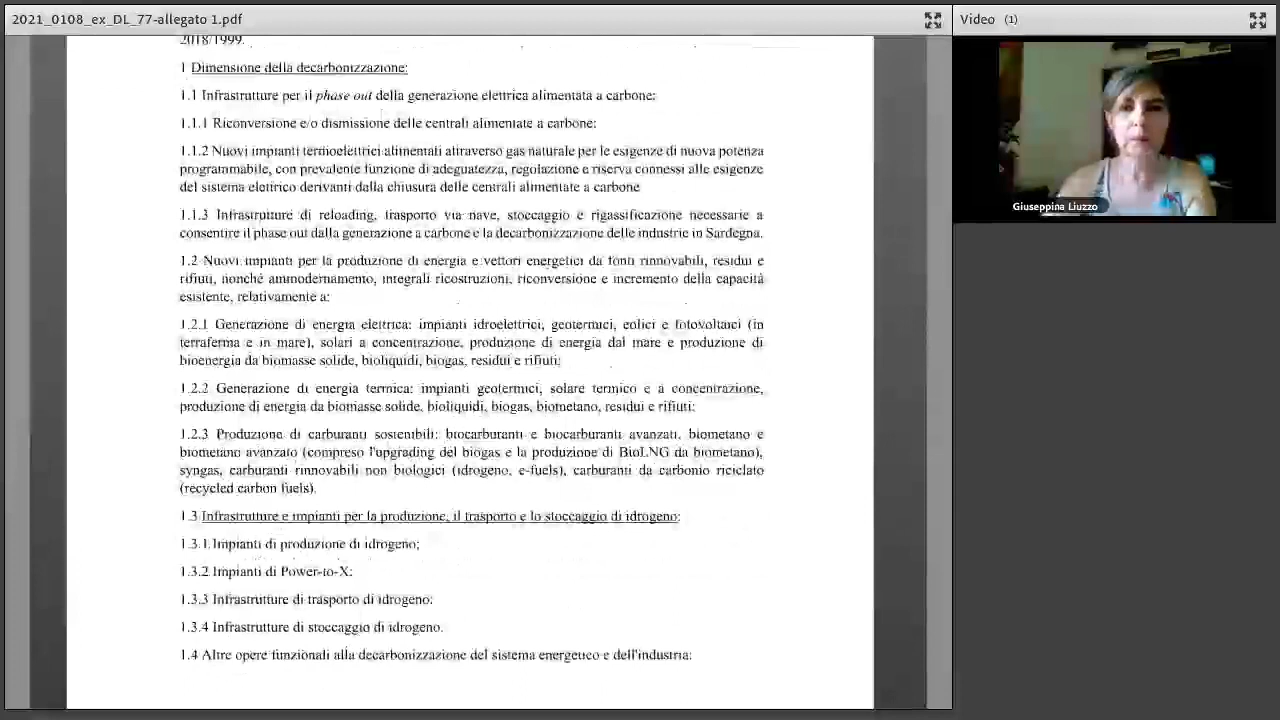 2021_0108_ex_DL_77-allegato 1.pdf
Video (1)
2018/1999.
1 Dimensione della decarbonizzazione:
1.1 Infrastrutture per il phase out della generazione elettrica alimentata a carbone:
1.1.1 Riconversione e/o dismissione delle centrali alimentate a carbone;
1.1.2 Nuovi impianti termoelettrici alimentati attraverso gas naturale per le esigenze di nuova potenza
programmabile, con prevalente funzione di adeguatezza, regolazione e riserva connessi alle esigenze
del sistema elettrico derivanti dalla chiusura delle centrali alimentate a carbone
1.1.3 Infrastrutture di reloading, trasporto via nave, stoccaggio e rigassificazione necessarie a
consentire il phase out dalla generazione a carbone e la decarbonizzazione delle industrie in Sardegna.
1.2 Nuovi impianti per la produzione di energia e vettori energetici da fonti rinnovabili, residui e
rifiuti, nonché ammodernamento, integrali ricostruzioni, riconversione e incremento della capacità
esistente, relativamente a:
1.2.1 Generazione di energia elettrica: impianti idroelettrici, geotermici, eolici e fotovoltaici (in
terraferma e in mare), solari a concentrazione, produzione di energia dal mare e produzione di
bioenergia da biomasse solide, bioliquidi, biogas, residui e rifiuti;
1.2.2 Generazione di energia termica: impianti geotermici, solare termico e a concentrazione,
produzione di energia da biomasse solide, bioliquidi, biogas, biometano, residui e rifiuti;
1.2.3 Produzione di carburanti sostenibili: biocarburanti e biocarburanti avanzati, biometano e
biometano avanzato (compreso l'upgrading del biogas e la produzione di BioLNG da biometano),
syngas, carburanti rinnovabili non biologici (idrogeno, e-fuels), carburanti da carbonio riciclato
(recycled carbon fuels).
1.3 Infrastrutture e impianti per la produzione, il trasporto e lo stoccaggio di idrogeno:
1.3.1 Impianti di produzione di idrogeno;
1.3.2 Impianti di Power-to-X;
1.3.3 Infrastrutture di trasporto di idrogeno;
1.3.4 Infrastrutture di stoccaggio di idrogeno.
1.4 Altre opere funzionali alla decarbonizzazione del sistema energetico e dell'industria:
Giuseppina Liuzzo